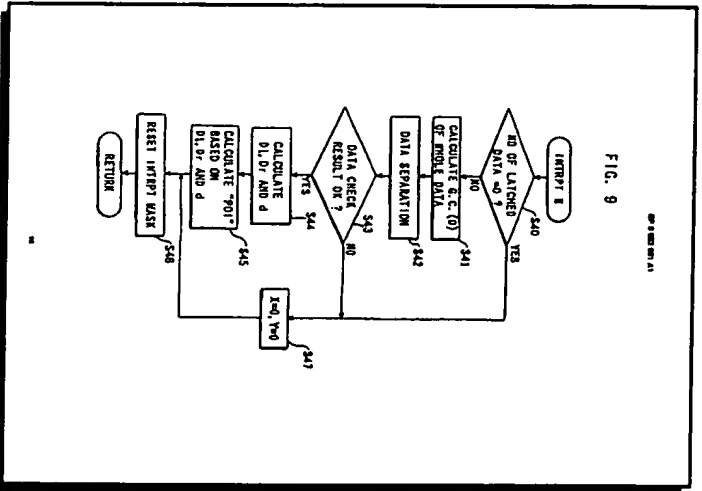 FIG. 9
INTRPT B
NO OF LATCHED
DATA =0 ?
S40
YES
NO
CALCULATE G.C.(O)
OF WHOLE DATA
S41
DATA SEPARATION
S42
DATA CHECK
RESULT OK ?
S43
NO
YES
CALCULATE
Dl, Dr AND d
S44
CALCULATE "POI"
BASED ON
Dl, Dr AND d
S45
X=0, Y=0
S47
RESET INTRPT MASK
S46
RETURN